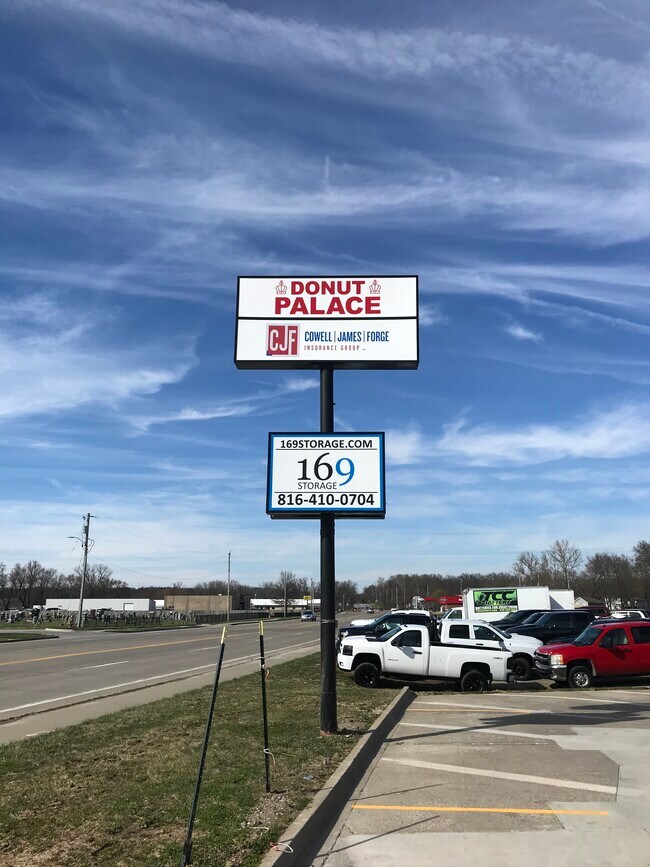 DONUT
PALACE
CJF
COWELL | JAMES | FORGE
INSURANCE GROUP
169STORAGE.COM
169
STORAGE
816-410-0704